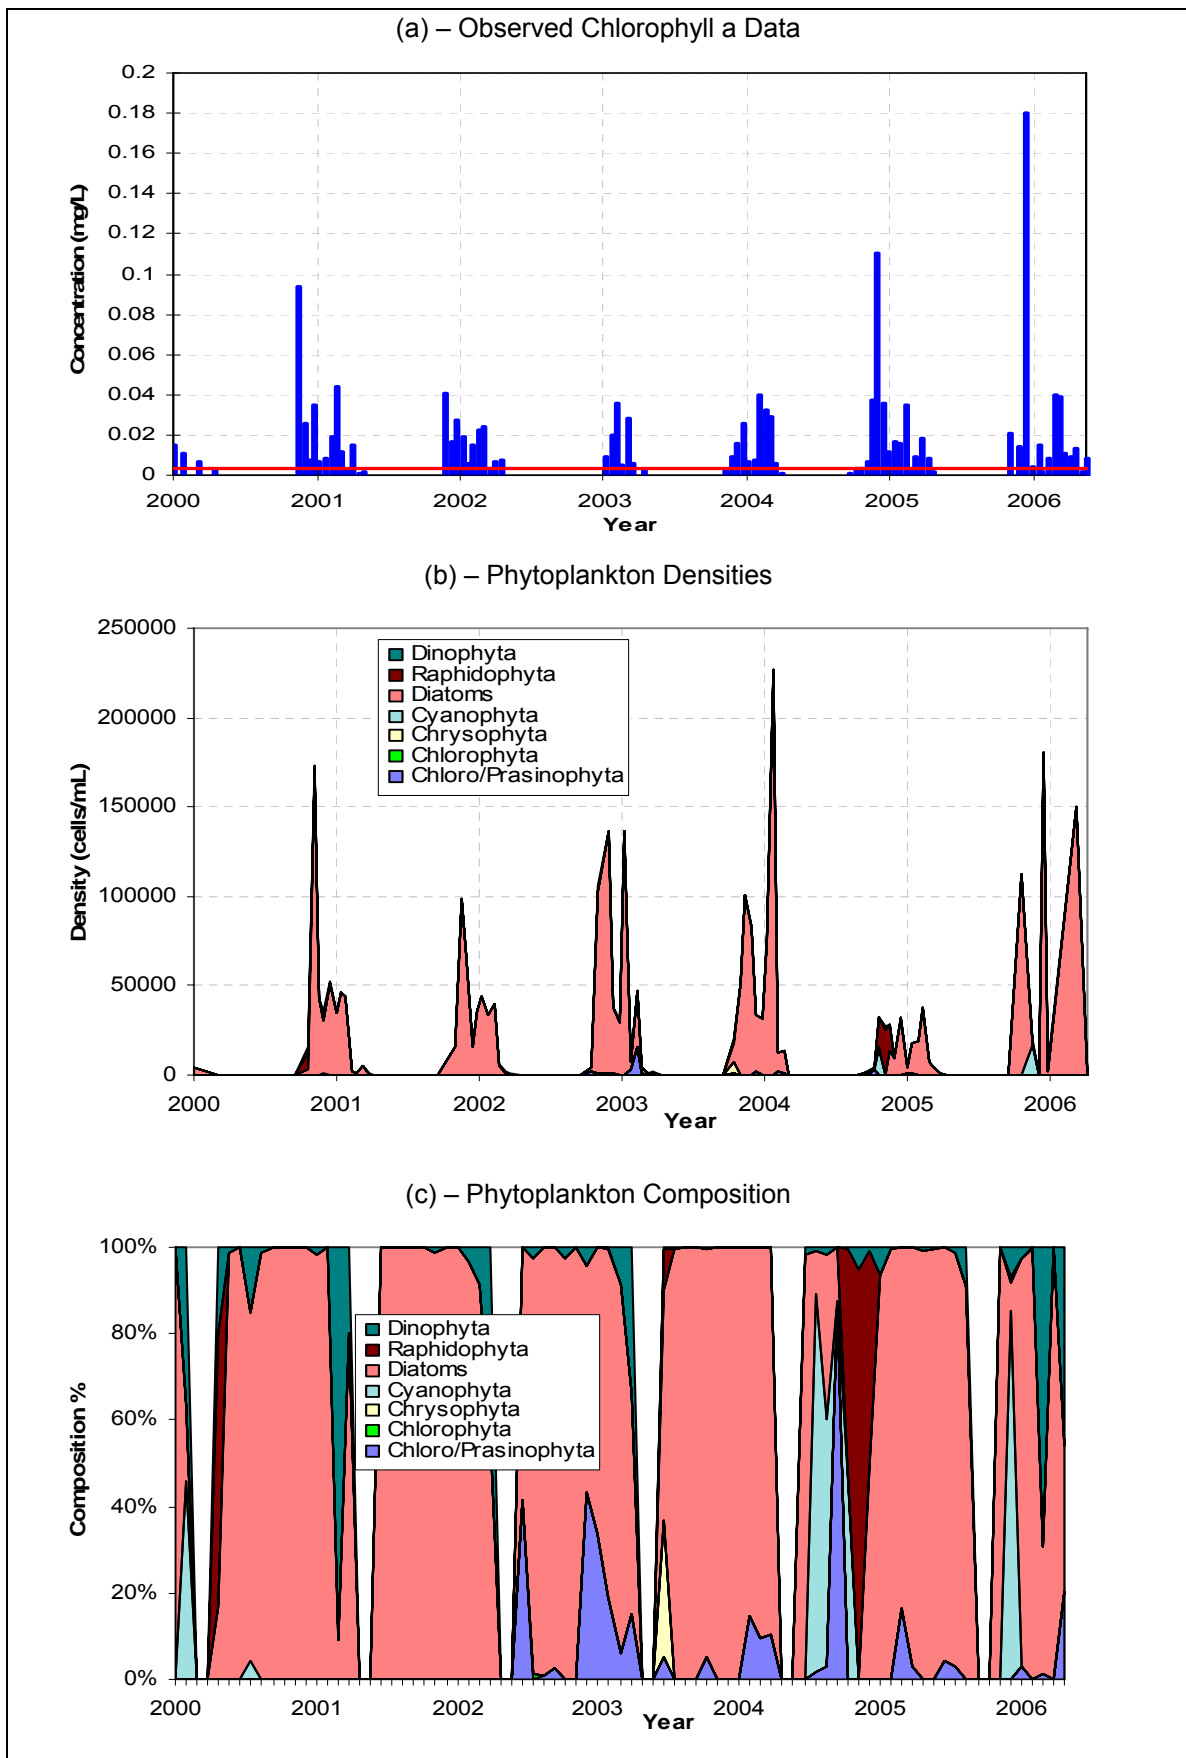 (a) – Observed Chlorophyll a Data
0.2
0.18
0.16
0.14
0.12
0.1
0.08
0.06
0.04
0.02
0
Concentration (mg/L)
2000 2001 2002 2003 2004 2005 2006
Year
(b) – Phytoplankton Densities
250000
200000
150000
100000
50000
0
Density (cells/mL)
Dinophyta
Raphidophyta
Diatoms
Cyanophyta
Chrysophyta
Chlorophyta
Chloro/Prasinophyta
2000 2001 2002 2003 2004 2005 2006
Year
(c) – Phytoplankton Composition
100%
80%
60%
40%
20%
0%
Composition %
Dinophyta
Raphidophyta
Diatoms
Cyanophyta
Chrysophyta
Chlorophyta
Chloro/Prasinophyta
2000 2001 2002 2003 2004 2005 2006
Year